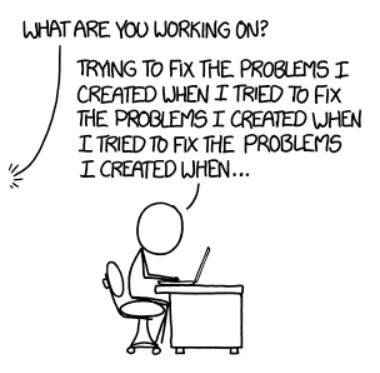 WHAT ARE YOU WORKING ON?
TRYING TO FIX THE PROBLEMS I
CREATED WHEN I TRIED TO FIX
THE PROBLEMS I CREATED WHEN
I TRIED TO FIX THE PROBLEMS
I CREATED WHEN...